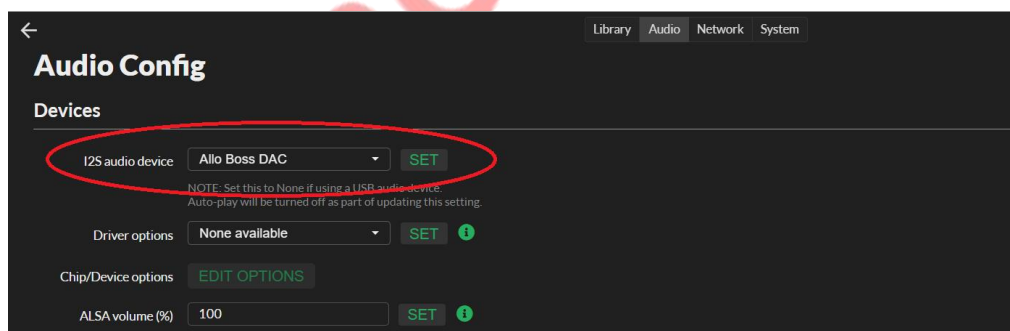 Library Audio Network System
Audio Config
Devices
I2S audio device Allo Boss DAC SET
NOTE: Set this to None if using a USB audio device.
Auto-play will be turned off as part of updating this setting.
Driver options None available SET
Chip/Device options EDIT OPTIONS
ALSA volume (%) 100 SET